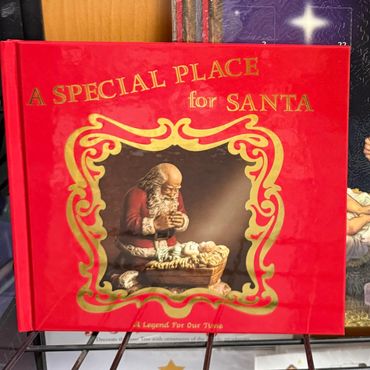 A SPECIAL PLACE
for SANTA
A Legend For Our Time